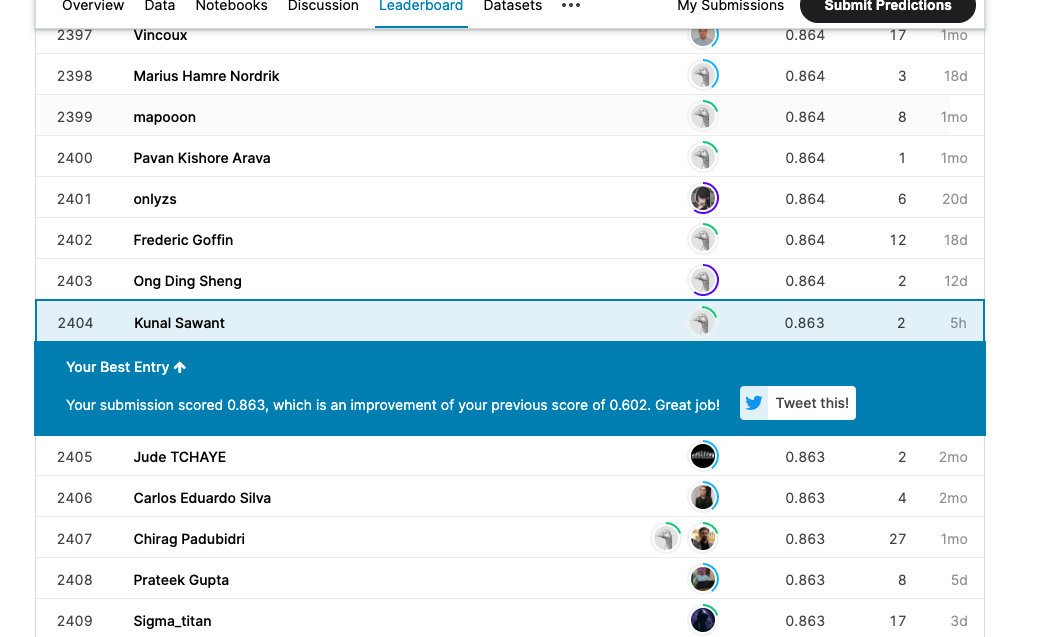 Overview Data Notebooks Discussion Leaderboard Datasets ••• My Submissions Submit Predictions
2397 Vincoux 0.864 17 1mo
2398 Marius Hamre Nordrik 0.864 3 18d
2399 mapooon 0.864 8 1mo
2400 Pavan Kishore Arava 0.864 1 1mo
2401 onlyzs 0.864 6 20d
2402 Frederic Goffin 0.864 12 18d
2403 Ong Ding Sheng 0.864 2 12d
2404 Kunal Sawant 0.863 2 5h
Your Best Entry ↑
Your submission scored 0.863, which is an improvement of your previous score of 0.602. Great job! Tweet this!
2405 Jude TCHAYE 0.863 2 2mo
2406 Carlos Eduardo Silva 0.863 4 2mo
2407 Chirag Padubidri 0.863 27 1mo
2408 Prateek Gupta 0.863 8 5d
2409 Sigma_titan 0.863 17 3d